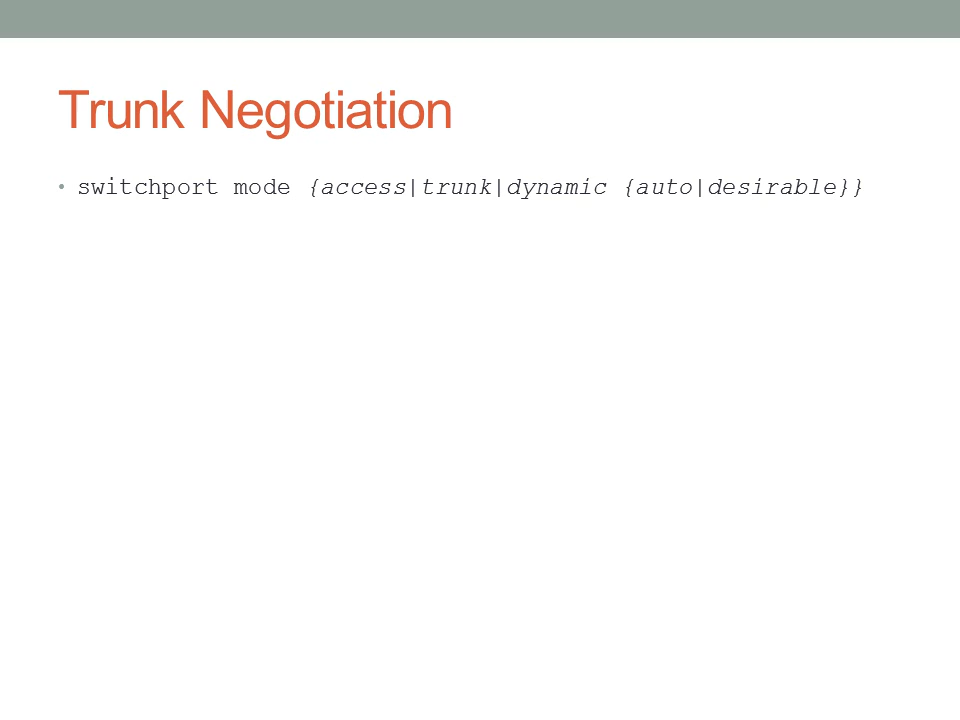 Trunk Negotiation
• switchport mode {access|trunk|dynamic {auto|desirable}}